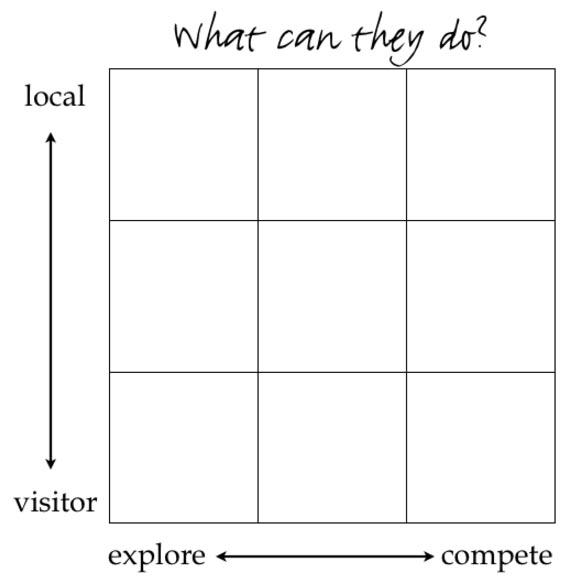 What can they do?
local
visitor
explore compete